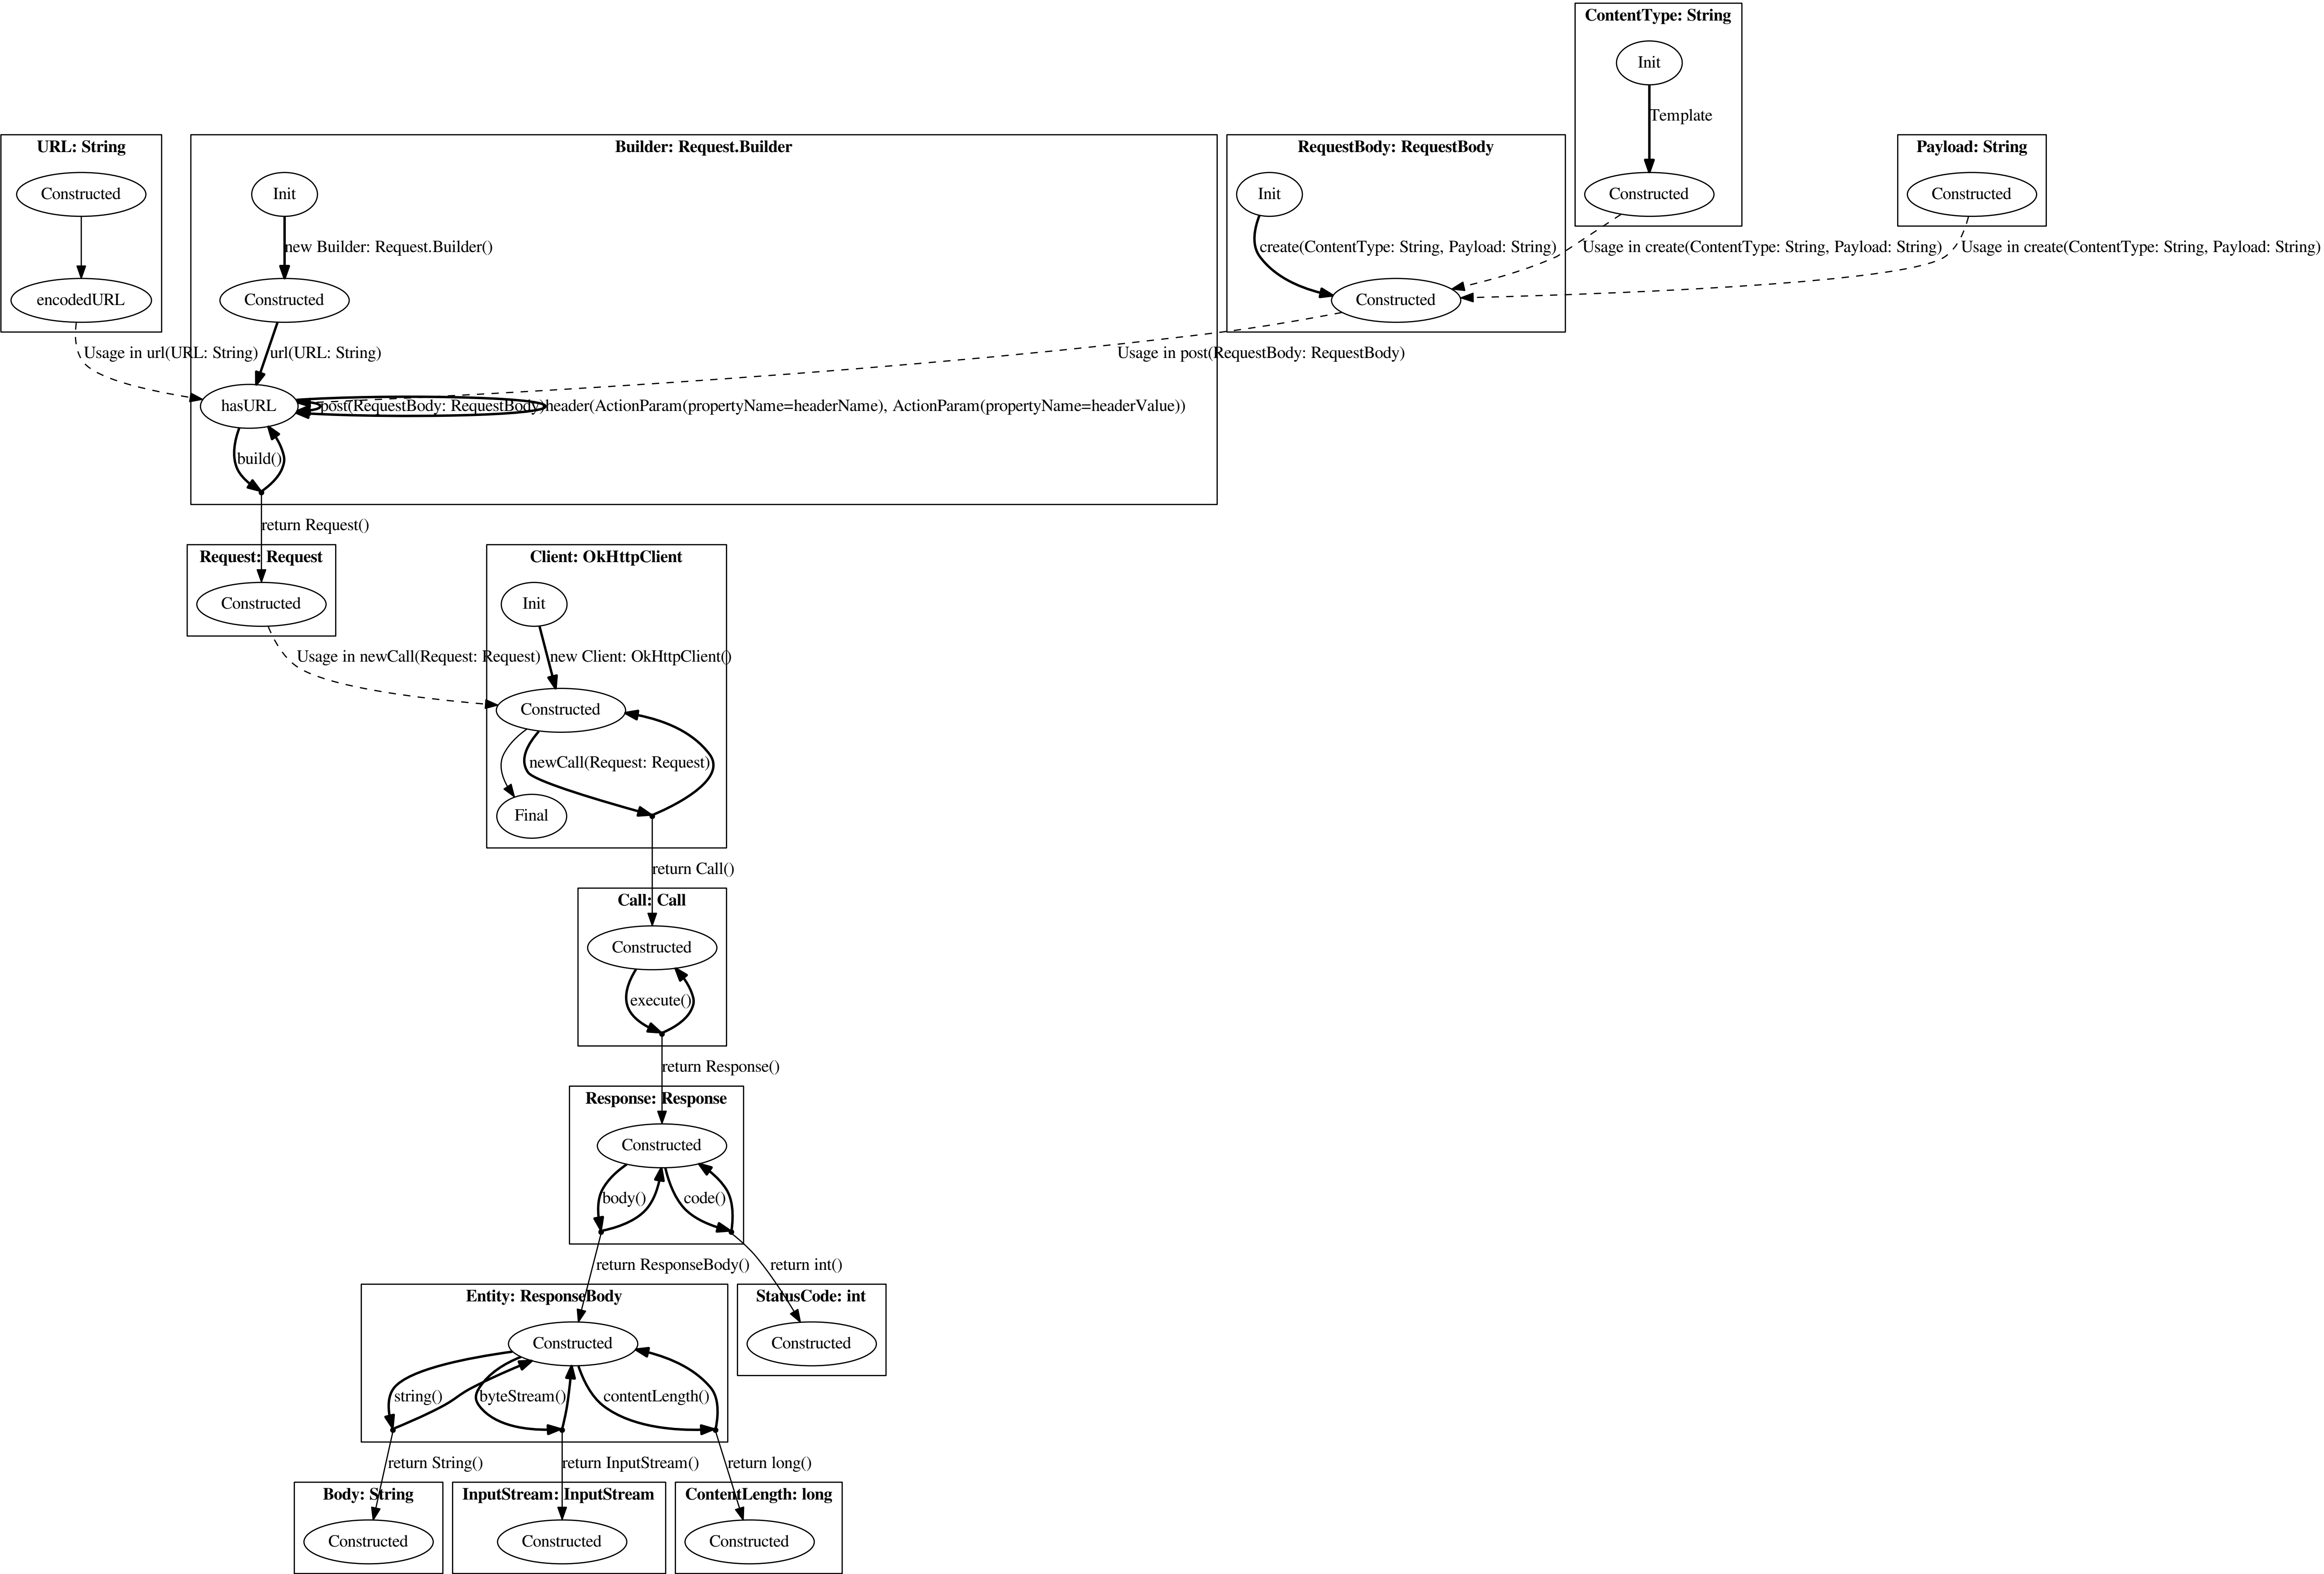 ContentType: String
Init
Template
URL: String
Builder: Request.Builder
RequestBody: RequestBody
Payload: String
Constructed
Init
Init
Constructed
Constructed
new Builder: Request.Builder()
create(ContentType: String, Payload: String)
Usage in create(ContentType: String, Payload: String)
Usage in create(ContentType: String, Payload: String)
encodedURL
Constructed
Constructed
Usage in url(URL: String)
url(URL: String)
Usage in post(RequestBody: RequestBody)
hasURL
post(RequestBody: RequestBody)
header(ActionParam(propertyName=headerName), ActionParam(propertyName=headerValue))
build()
return Request()
Request: Request
Client: OkHttpClient
Constructed
Init
Usage in newCall(Request: Request)
new Client: OkHttpClient()
Constructed
newCall(Request: Request)
Final
return Call()
Call: Call
Constructed
execute()
return Response()
Response: Response
Constructed
body()
code()
return ResponseBody()
return int()
Entity: ResponseBody
StatusCode: int
Constructed
Constructed
string()
byteStream()
contentLength()
return String()
return InputStream()
return long()
Body: String
InputStream: InputStream
ContentLength: long
Constructed
Constructed
Constructed